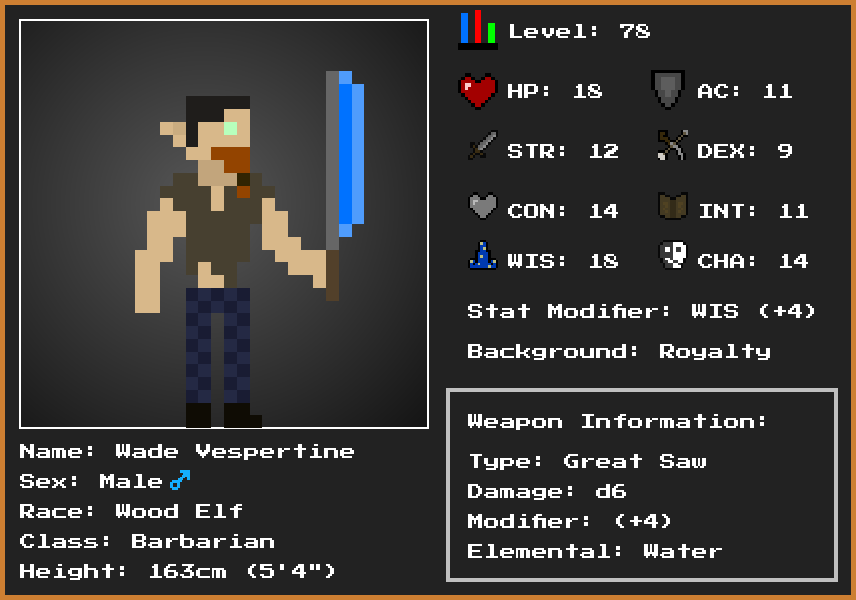 Level: 78
HP: 18 AC: 11
STR: 12 DEX: 9
CON: 14 INT: 11
WIS: 18 CHA: 14
Stat Modifier: WIS (+4)
Background: Royalty
Weapon Information:
Type: Great Saw
Damage: d6
Modifier: (+4)
Elemental: Water
Name: Wade Vespertine
Sex: Male♂
Race: Wood Elf
Class: Barbarian
Height: 163cm (5'4")